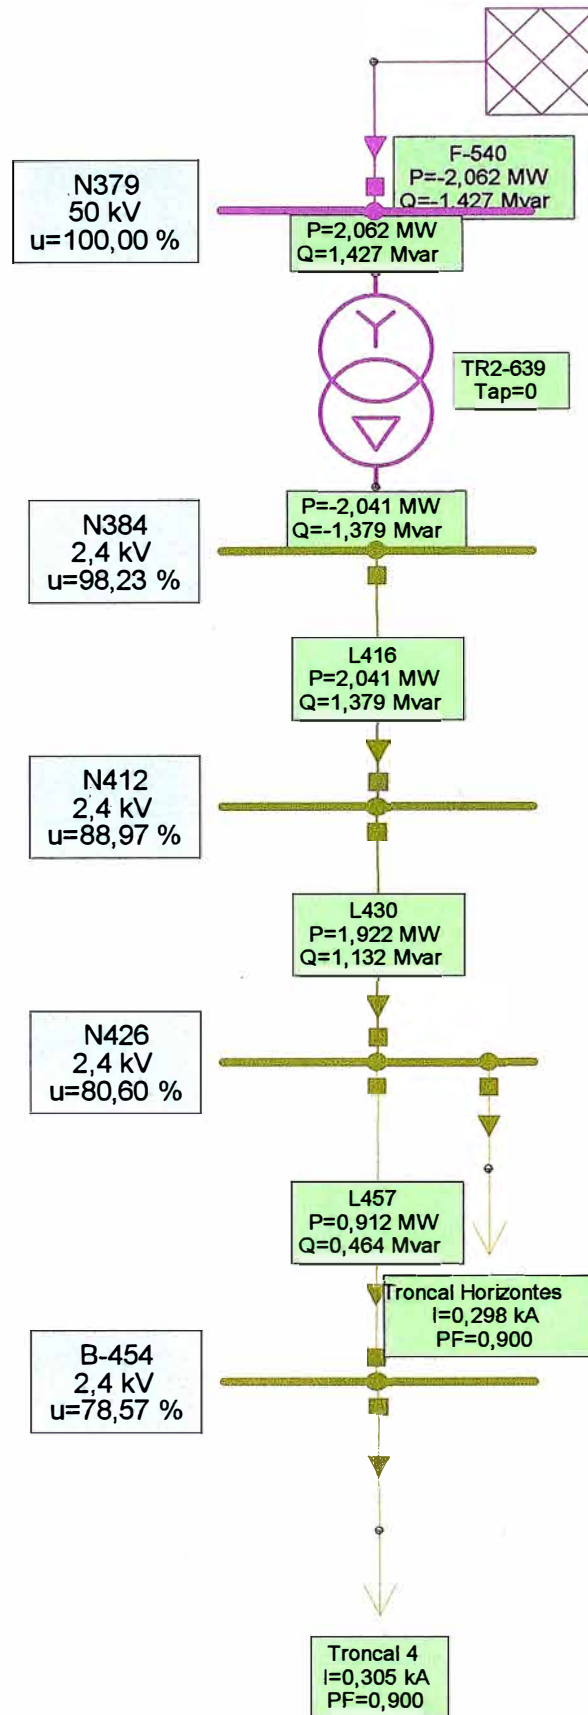 F-540
P=-2,062 MW
Q=-1,427 Mvar
N379
50 kV
u=100,00 %
P=2,062 MW
Q=1,427 Mvar
TR2-639
Tap=0
P=-2,041 MW
Q=-1,379 Mvar
N384
2,4 kV
u=98,23 %
L416
P=2,041 MW
Q=1,379 Mvar
N412
2,4 kV
u=88,97 %
L430
P=1,922 MW
Q=1,132 Mvar
N426
2,4 kV
u=80,60 %
L457
P=0,912 MW
Q=0,464 Mvar
Troncal Horizontes
I=0,298 kA
PF=0,900
B-454
2,4 kV
u=78,57 %
Troncal 4
I=0,305 kA
PF=0,900